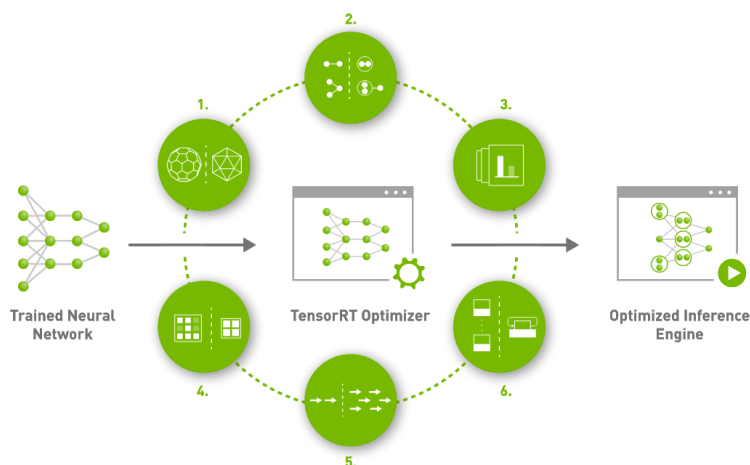 2.
1.
3.
Trained Neural
Network
TensorRT Optimizer
Optimized Inference
Engine
4.
6.
5.